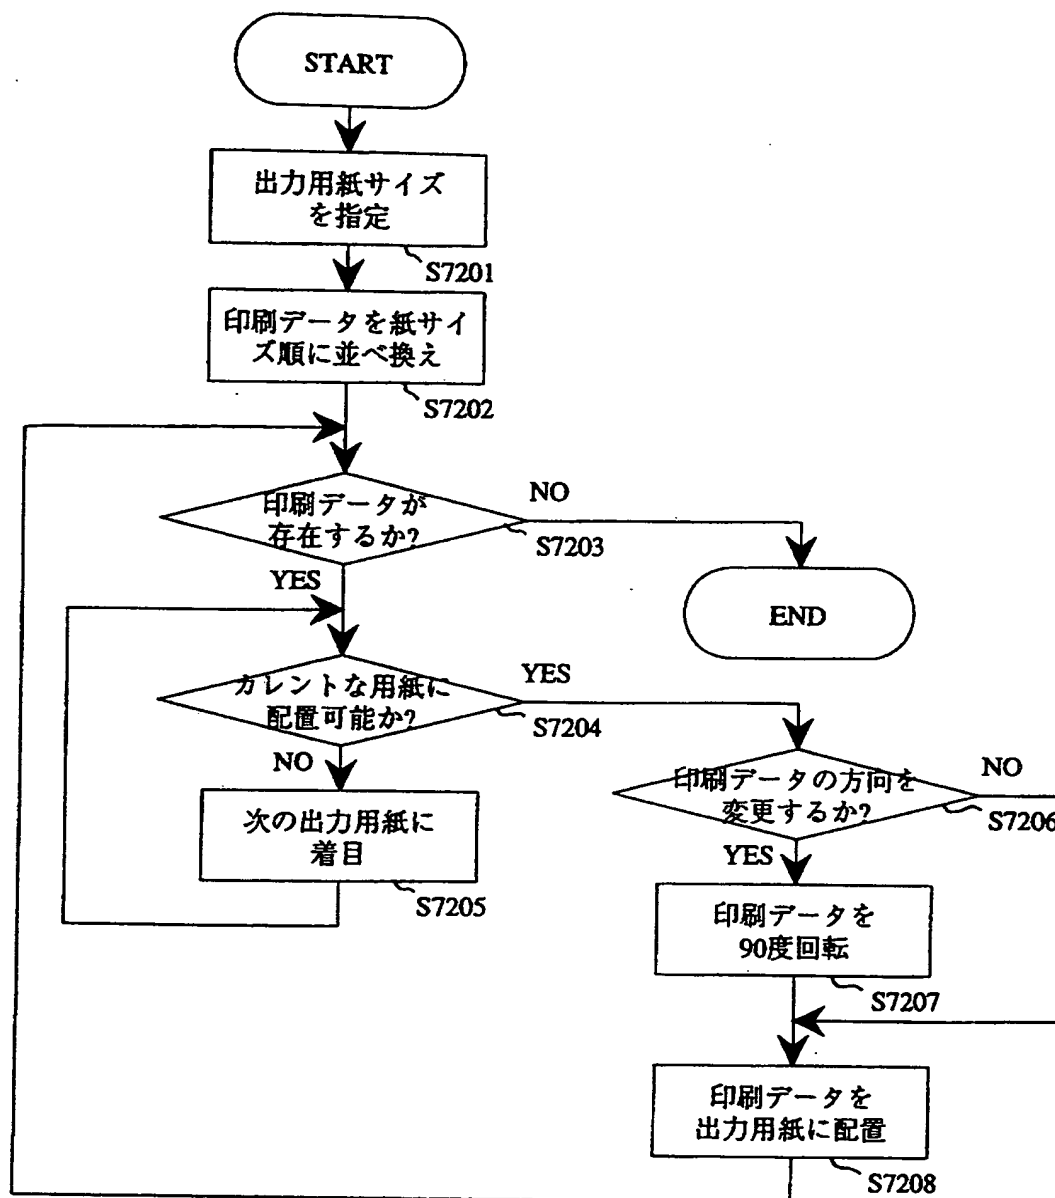 START
出力用紙サイズ
を指定
S7201
印刷データを紙サイ
ズ順に並べ換え
S7202
印刷データが
存在するか?
NO
S7203
YES
END
カレントな用紙に
配置可能か?
YES
S7204
NO
次の出力用紙に
着目
S7205
印刷データの方向を
変更するか?
NO
S7206
YES
印刷データを
90度回転
S7207
印刷データを
出力用紙に配置
S7208